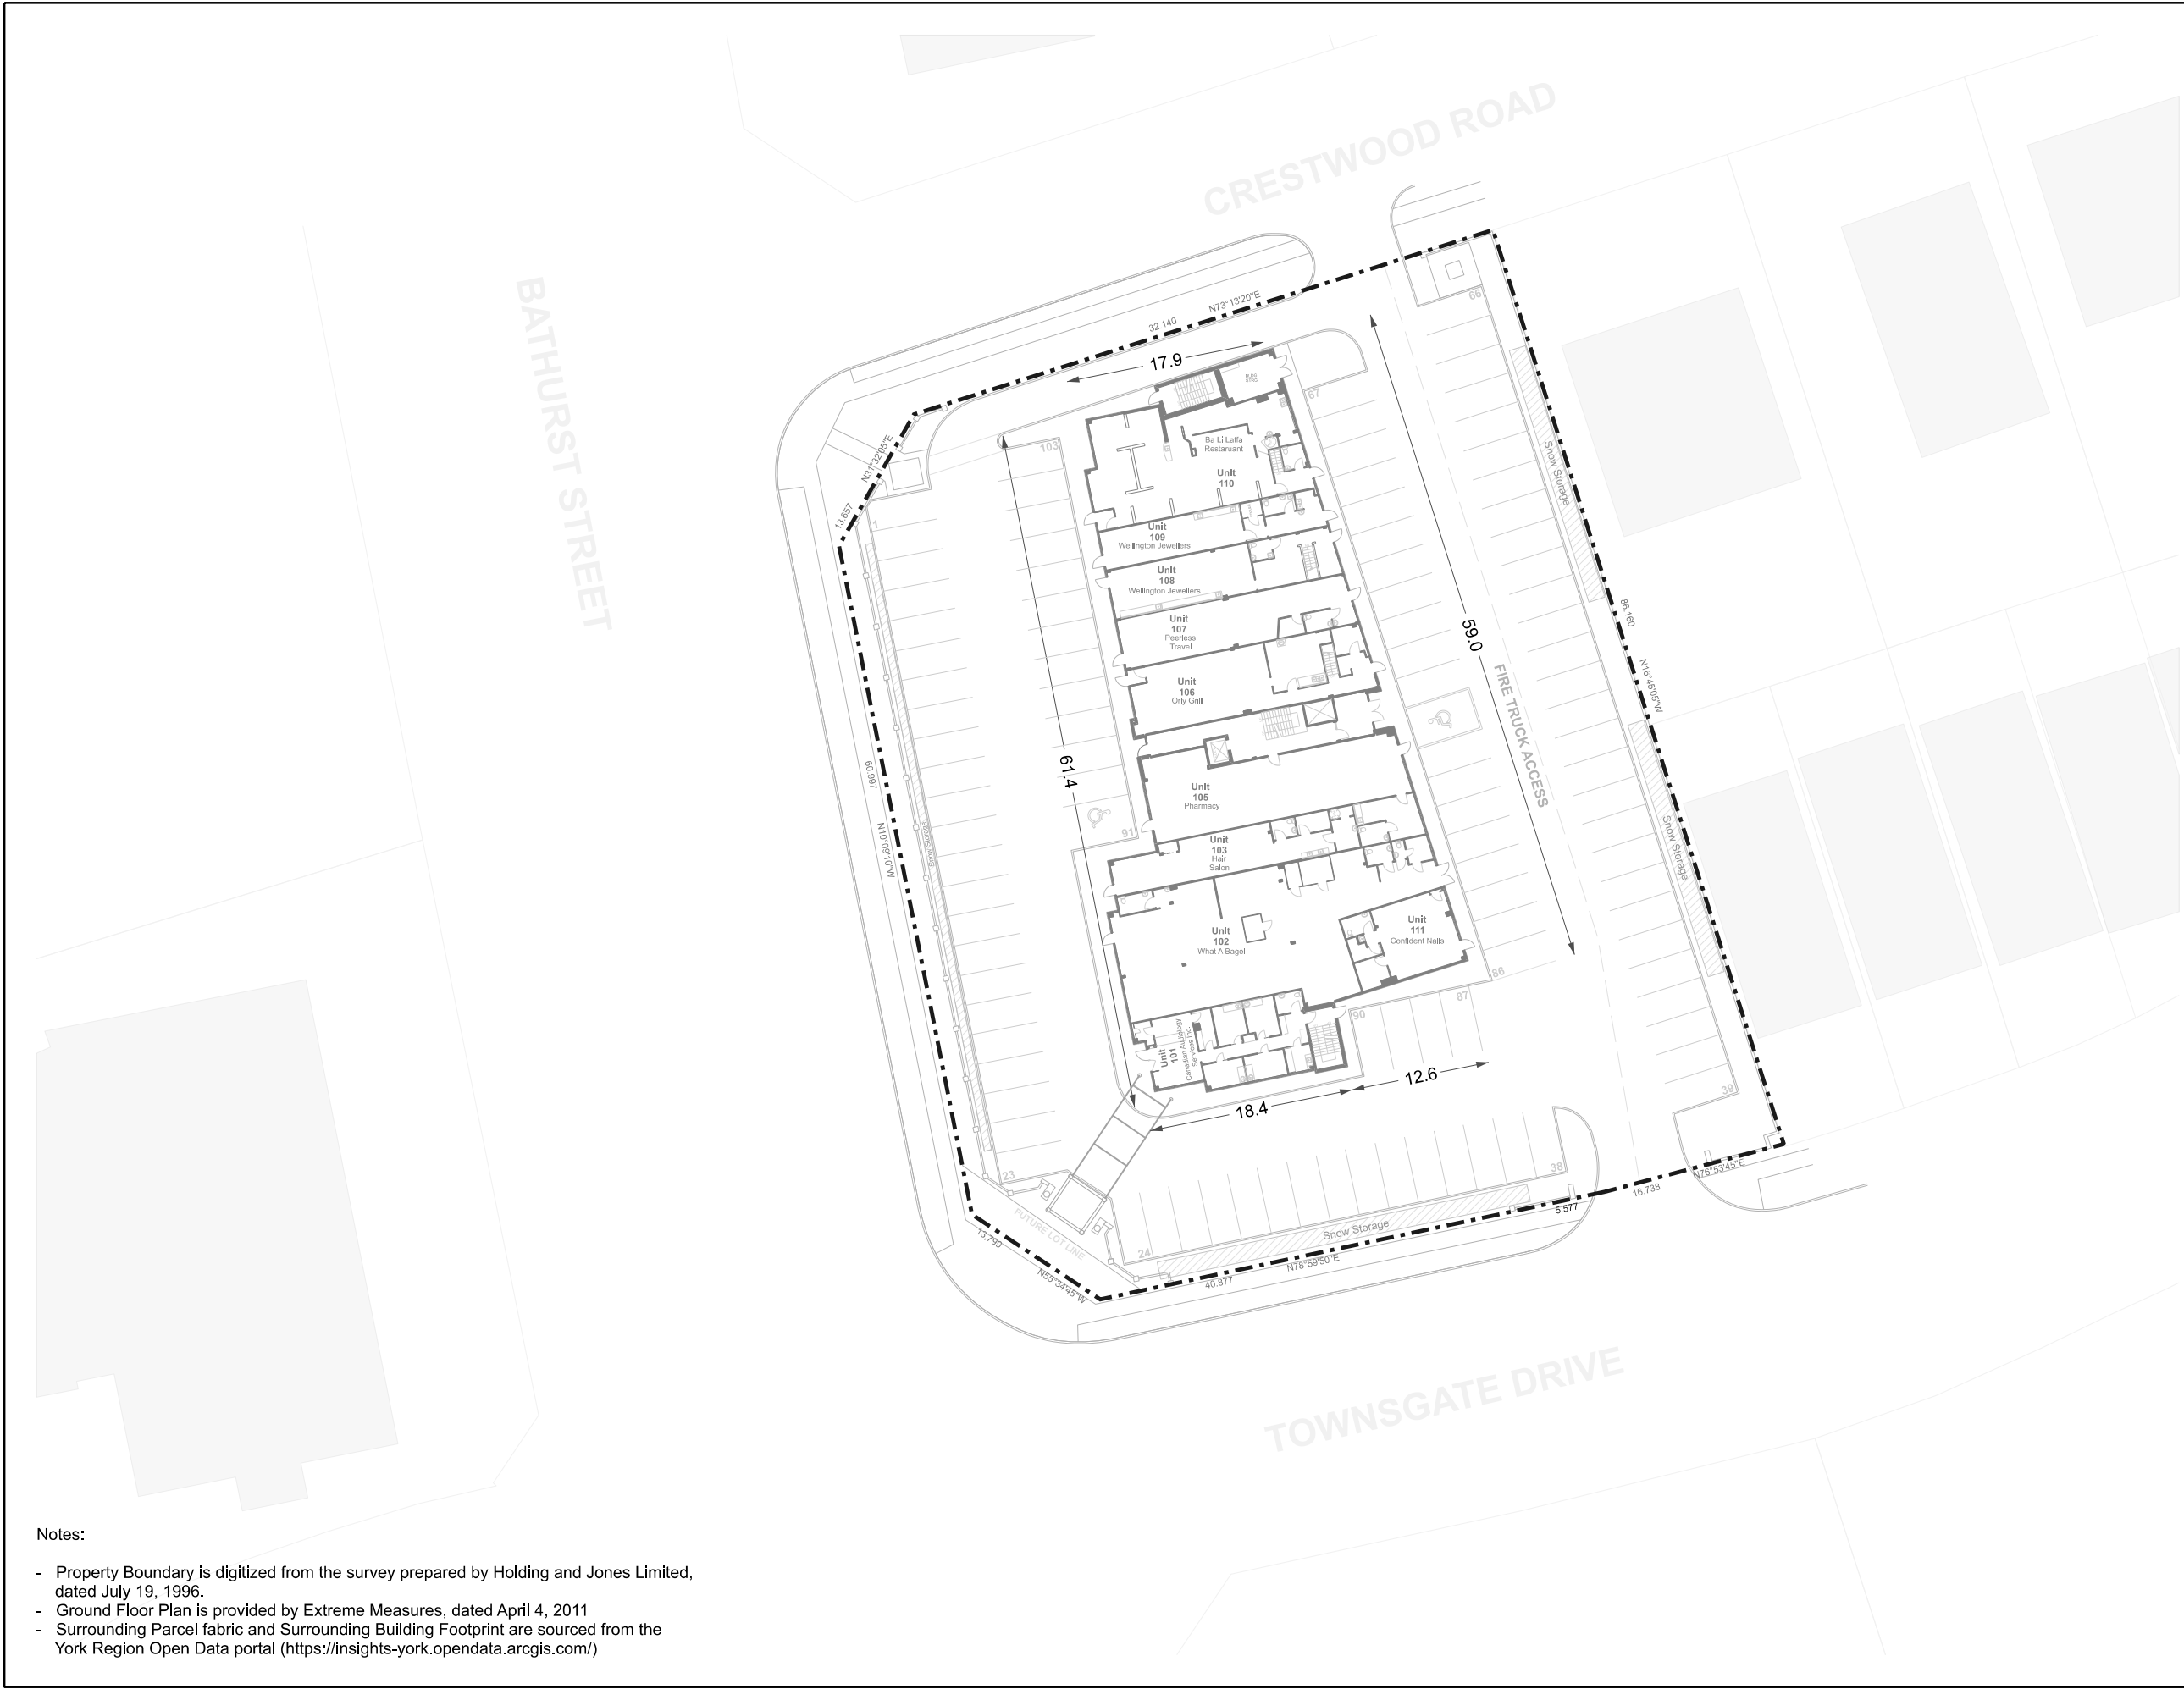 CRESTWOOD ROAD
BATHURST STREET
N73°13'20"E
32.140
17.9
66
67
103
BLDG
Ba Li Laffa
Restaruant
Unit
110
N31°32'05"E
13.657
1
Snow Storage
Unit
109
Wellington Jewellers
Unit
108
Wellington Jewellers
Unit
107
Peerless
Travel
Unit
106
Orly Grill
59.0
FIRE TRUCK ACCESS
86.160
N16°45'05"W
61.4
60.997
N10°09'10"W
Snow Storage
Unit
105
Pharmacy
91
Unit
103
Hair
Salon
Snow Storage
Unit
102
What A Bagel
Unit
111
Confident Nails
86
87
90
Unit
101
Canadian Audiology
Services Inc.
12.6
18.4
39
38
23
24
FUTURE LOT LINE
13.799
N55°34'45"W
Snow Storage
40.877
N78°59'50"E
5.577
16.738
N76°53'45"E
TOWNSGATE DRIVE
Notes:
- Property Boundary is digitized from the survey prepared by Holding and Jones Limited,
dated July 19, 1996.
- Ground Floor Plan is provided by Extreme Measures, dated April 4, 2011
- Surrounding Parcel fabric and Surrounding Building Footprint are sourced from the
York Region Open Data portal (https://insights-york.opendata.arcgis.com/)